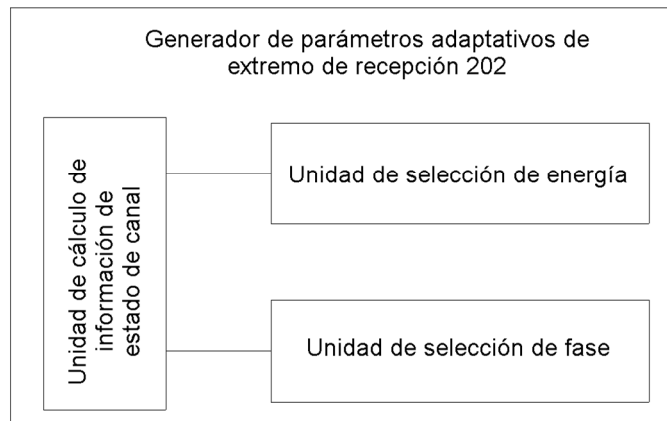 Generador de parámetros adaptativos de
extremo de recepción 202
Unidad de cálculo de
información de
estado de canal
Unidad de selección de energía
Unidad de selección de fase